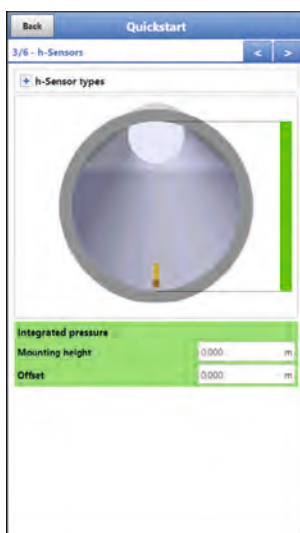 Back Quickstart
3/6 - h-Sensors < >
+ h-Sensor types
Integrated pressure
Mounting height 0.000 m
Offset 0.000 m